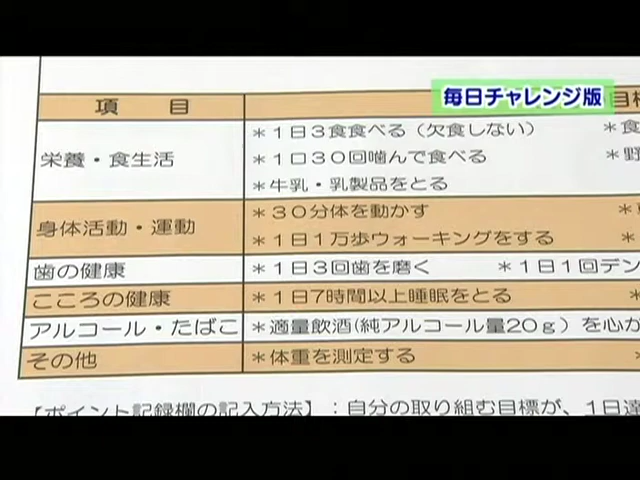 毎日チャレンジ版
項 目
栄養・食生活
＊１日３食食べる（欠食しない）
＊１口３０回噛んで食べる
＊牛乳・乳製品をとる
身体活動・運動
＊３０分体を動かす
＊１日１万歩ウォーキングをする
歯の健康
＊１日３回歯を磨く ＊１日１回デン
こころの健康
＊１日７時間以上睡眠をとる
アルコール・たばこ
＊適量飲酒(純アルコール量20ｇ）を心が
その他
＊体重を測定する
【ポイント記録欄の記入方法】：自分の取り組む目標が、１日達